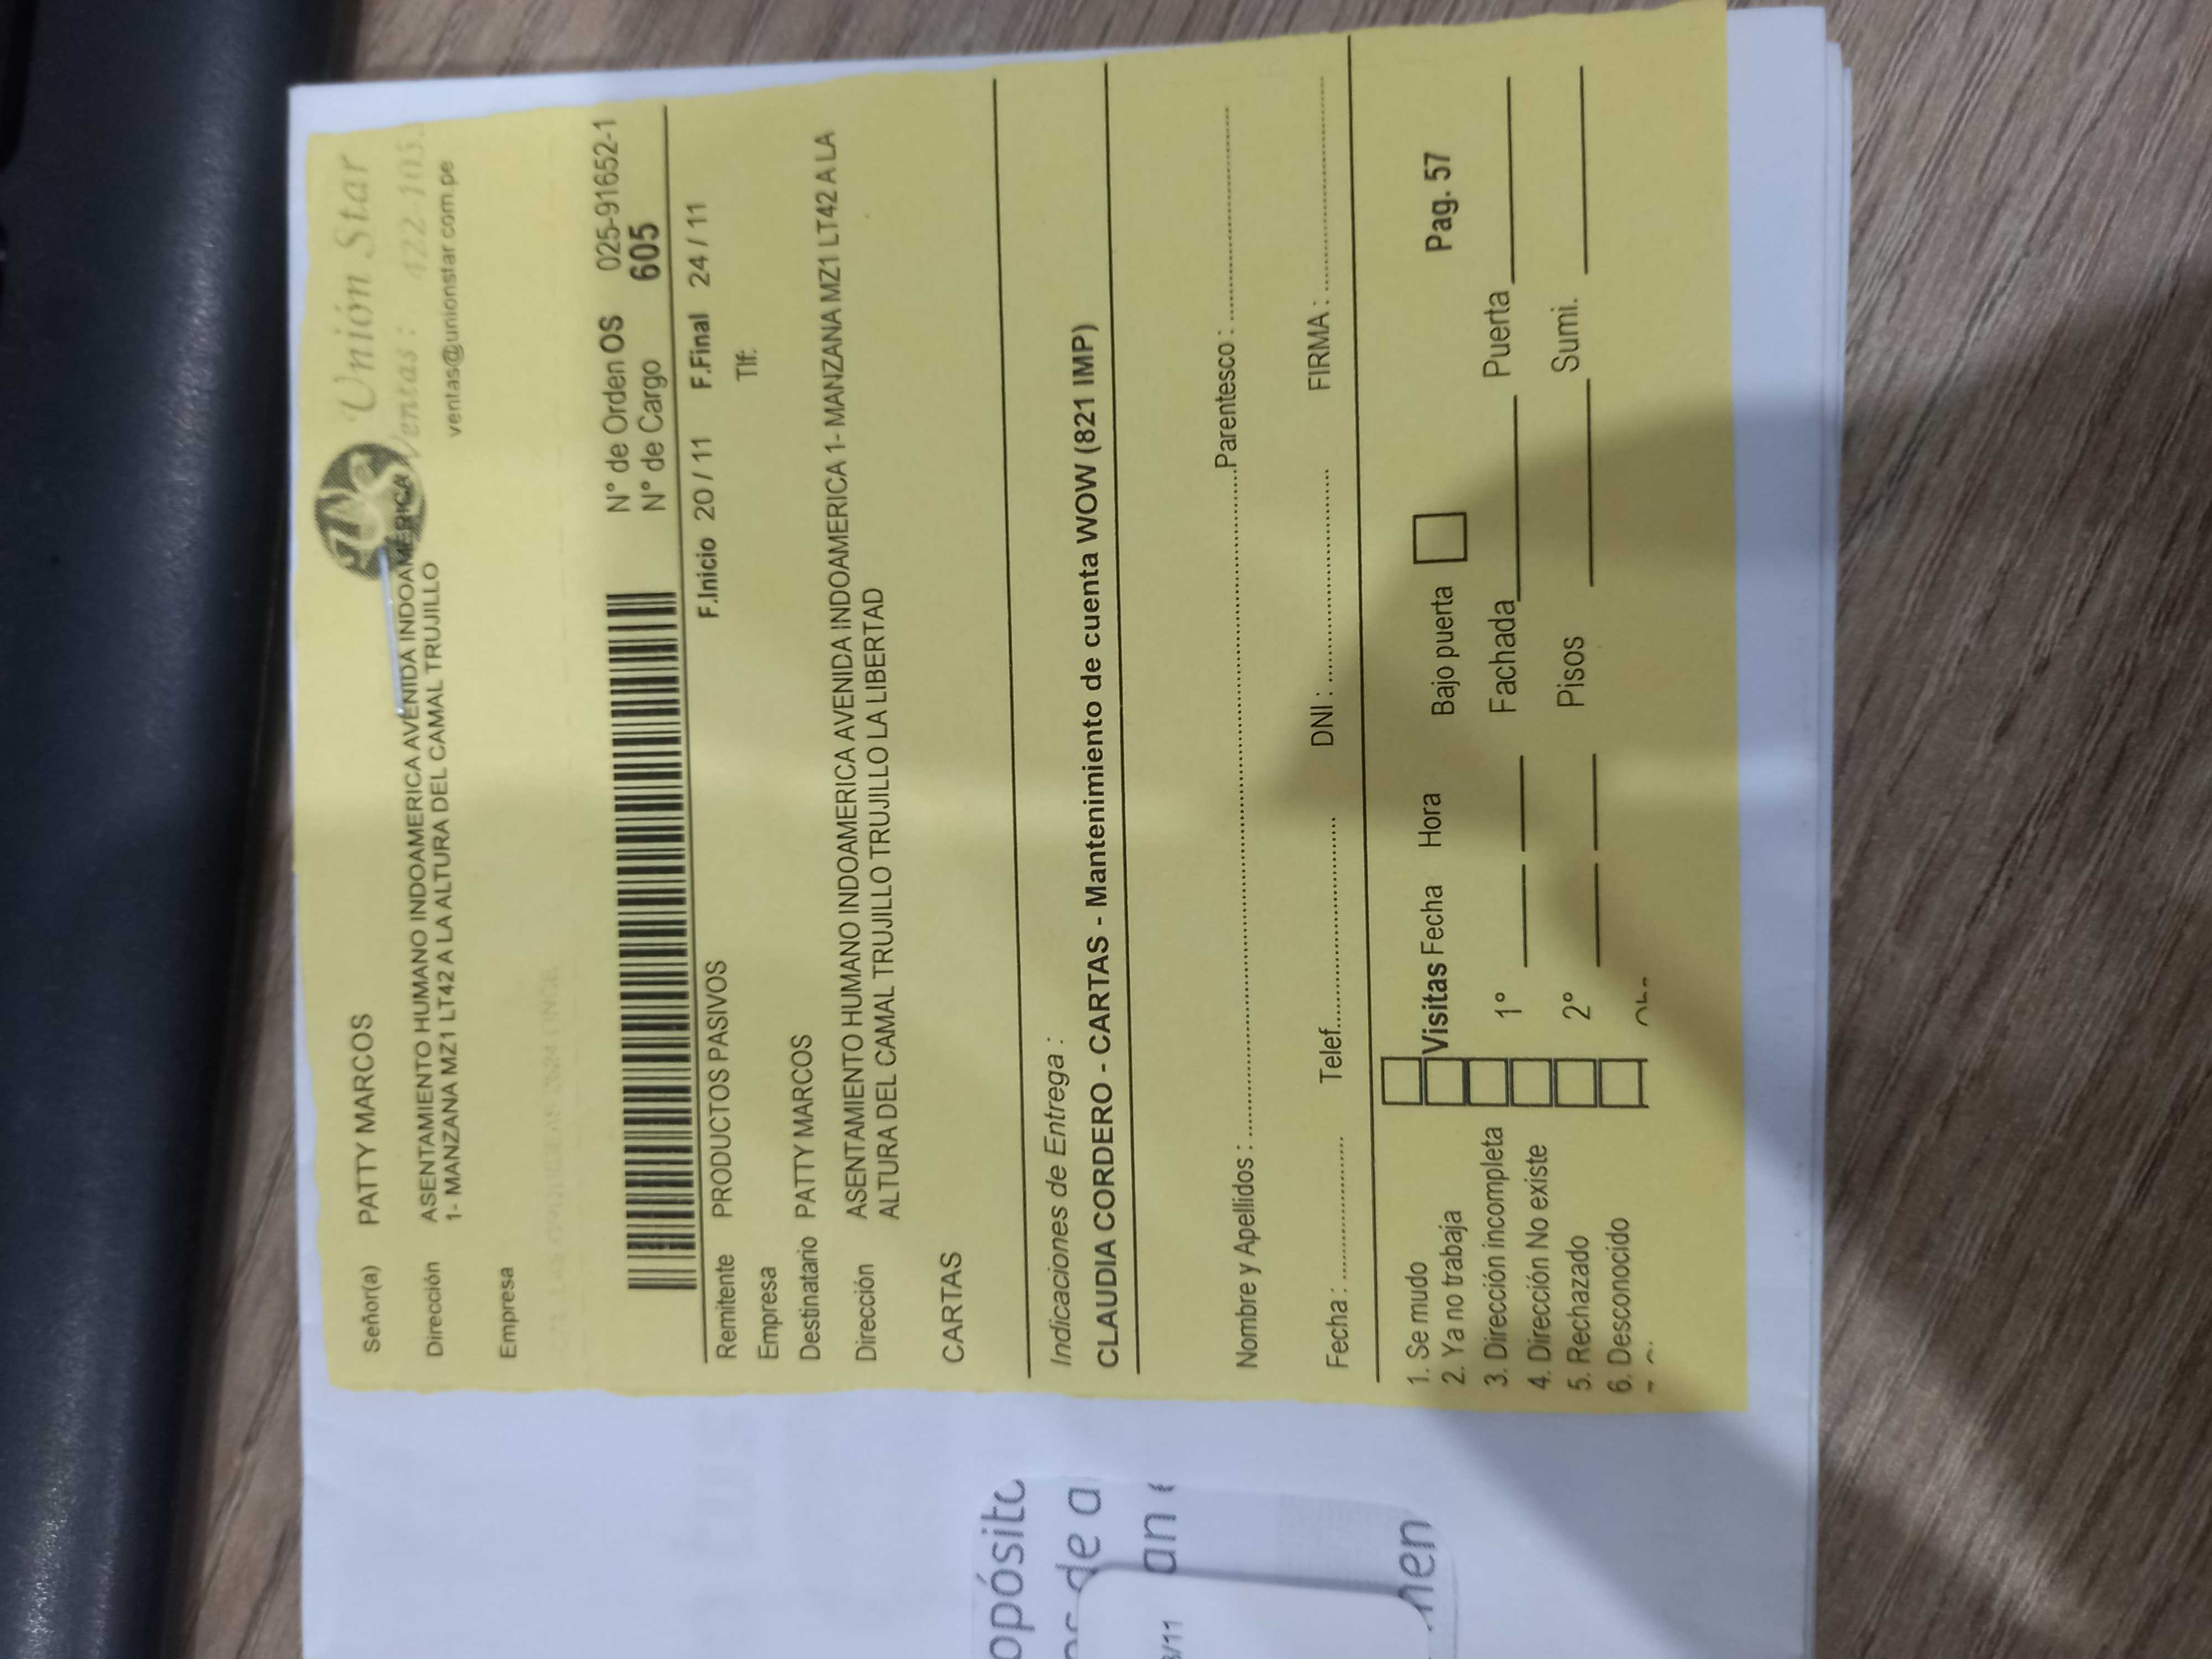 Señor(a) PATTY MARCOS
Unión Star
Ventas : 422-105
ventas@unionstar.com.pe
Dirección ASENTAMIENTO HUMANO INDOAMERICA AVENIDA INDOAMERICA
1- MANZANA MZ1 LT42 A LA ALTURA DEL CAMAL TRUJILLO
Empresa
N° de Orden OS 025-91652-1
N° de Cargo 605
Remitente PRODUCTOS PASIVOS F.Inicio 20 / 11 F.Final 24 / 11
Empresa Tlf:
Destinatario PATTY MARCOS
Dirección ASENTAMIENTO HUMANO INDOAMERICA AVENIDA INDOAMERICA 1- MANZANA MZ1 LT42 A LA
ALTURA DEL CAMAL TRUJILLO TRUJILLO LA LIBERTAD
CARTAS
Indicaciones de Entrega :
CLAUDIA CORDERO - CARTAS - Mantenimiento de cuenta WOW (821 IMP)
Nombre y Apellidos : Parentesco :
Fecha : Telef. DNI : FIRMA :
1. Se mudo
2. Ya no trabaja Visitas Fecha Hora Bajo puerta Pag. 57
3. Dirección incompleta 1° Fachada Puerta
4. Dirección No existe
5. Rechazado 2° Pisos Sumi.
6. Desconocido
opósito
de a
an
/11
men